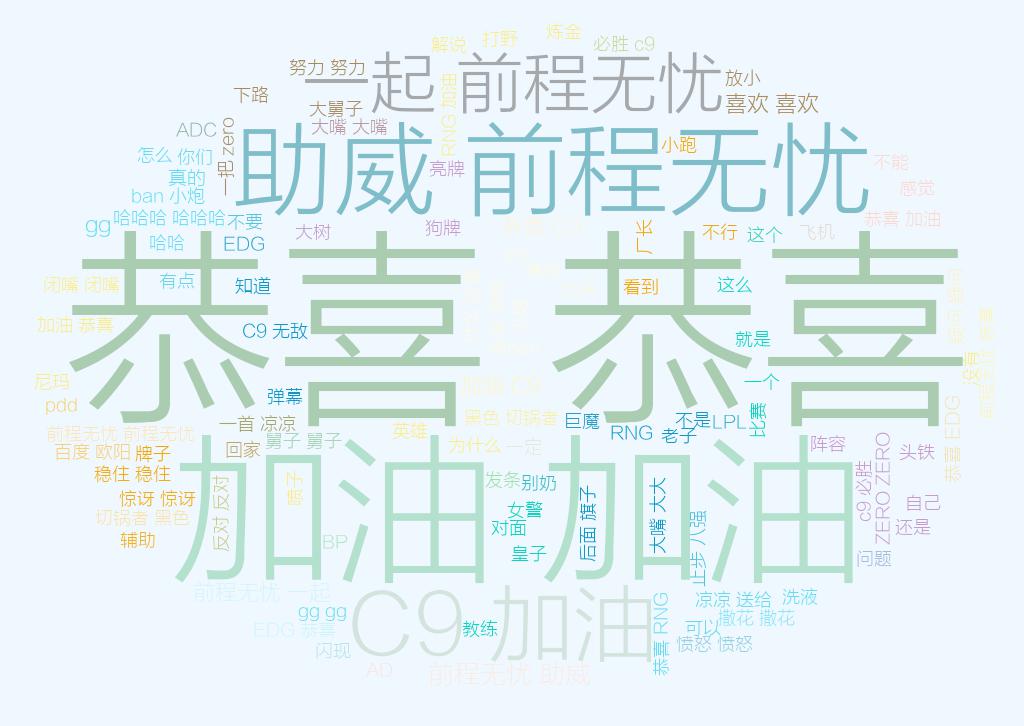 解说
打野
炼金
必胜 c9
一起 前程无忧
努力 努力
放小
下路
大舅子
喜欢 喜欢
ADC
大嘴 大嘴
RNG 加油
一把 zero
助威 前程无忧
小跑
怎么 你们
亮牌
不能
真的
感觉
ban 小炮
gg
哈哈哈 哈哈哈
不要
恭喜 加油
狗牌
大树
厂长
不行
这个
飞机
哈哈
EDG
恭喜 恭喜
闭嘴 闭嘴
有点
知道
看到
这么
加油 恭喜
C9 无敌
就是
没有
尼玛
一个
pdd
弹幕
黑色 切锅者
巨魔
不是
LPL
比赛
一首 凉凉
RNG
老子
前程无忧 前程无忧
英雄
舅子 舅子
回家
为什么
一定
阵容
头铁
恭喜 EDG
百度 欧阳
牌子
加油 加油
稳住 稳住
喷子
发条
别奶
c9 必胜
ZERO ZERO
惊讶 惊讶
反对 反对
女警
后面 旗子
大嘴 大大
自己
切锅者 黑色
对面
还是
辅助
BP
皇子
止步 八强
问题
前程无忧 一起
gg gg
C9 加油
凉凉 送给
洗液
撒花 撒花
EDG 恭喜
教练
可以
恭喜 RNG
愤怒 愤怒
闪现
AD
前程无忧 助威